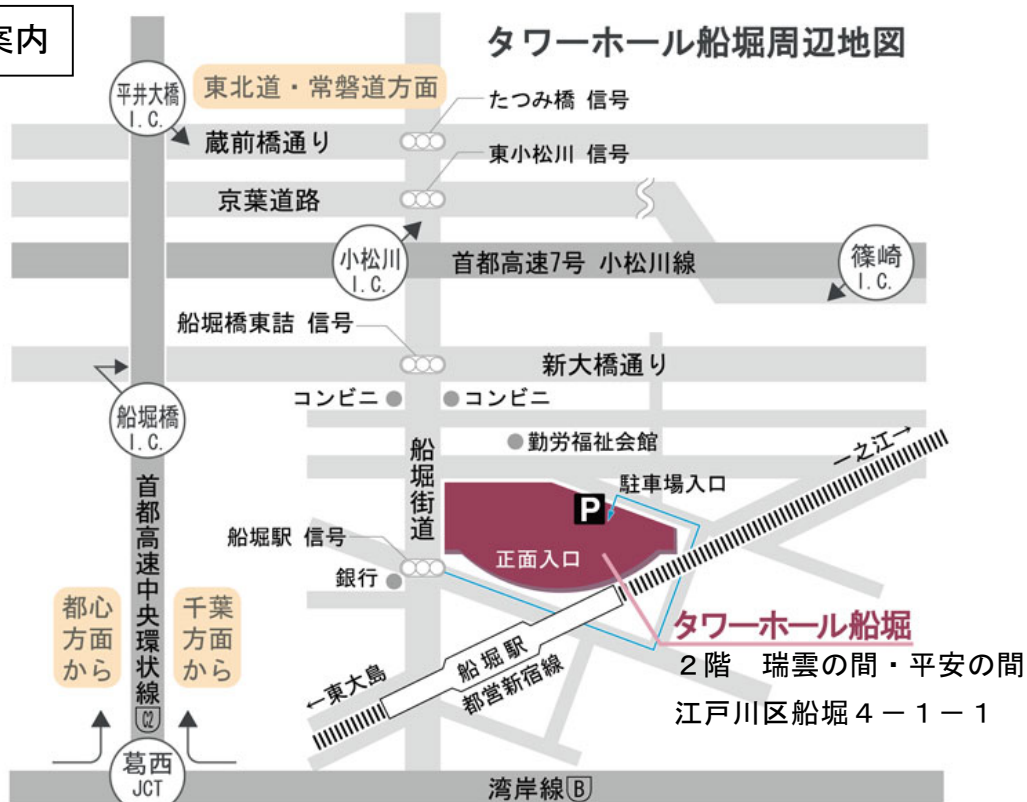 案内
タワーホール船堀周辺地図
平井大橋
I.C.
東北道・常磐道方面
たつみ橋 信号
蔵前橋通り
東小松川 信号
京葉道路
小松川
I.C.
首都高速7号 小松川線
篠崎
I.C.
船堀橋東詰 信号
新大橋通り
コンビニ
コンビニ
船堀橋
I.C.
船堀街道
勤労福祉会館
一之江→
駐車場入口
P
首都高速中央環状線
C2
船堀駅 信号
正面入口
銀行
都心
方面
から
千葉
方面
から
タワーホール船堀
2階 瑞雲の間・平安の間
江戸川区船堀4-1-1
船堀駅
都営新宿線
←東大島
葛西
JCT
湾岸線 B